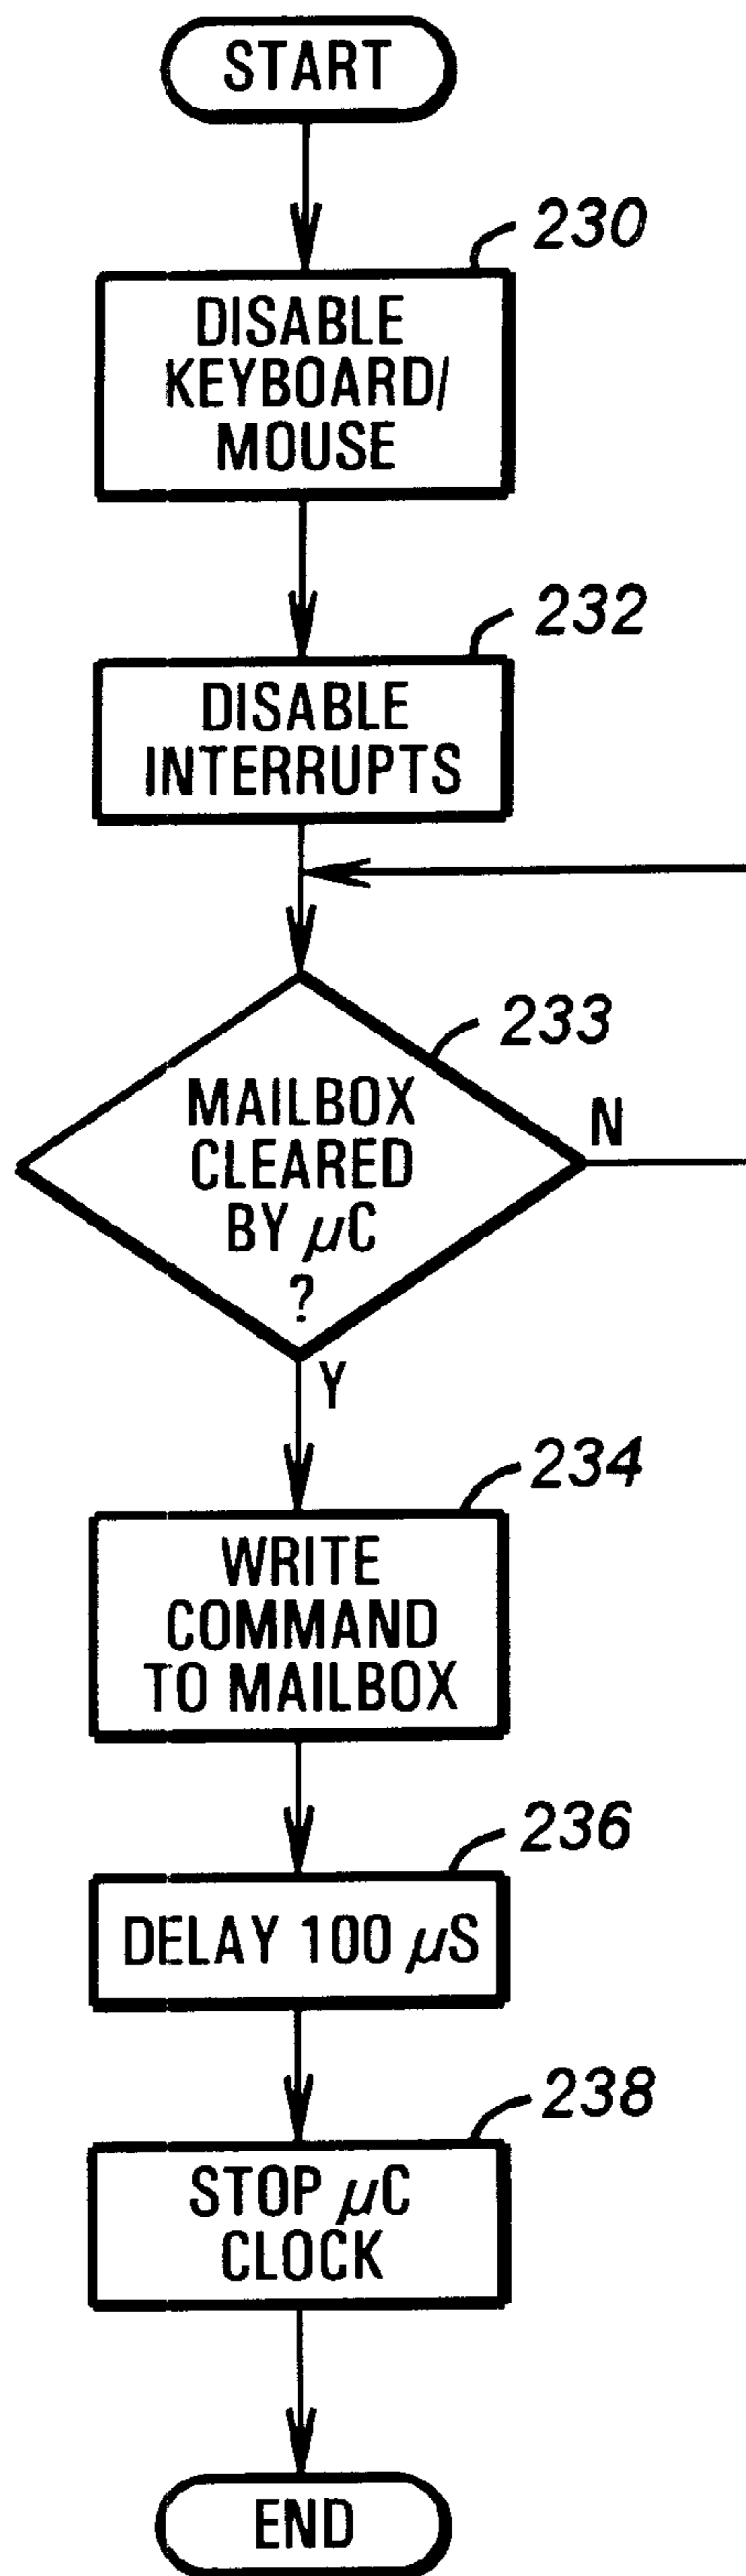 START
230
DISABLE
KEYBOARD/
MOUSE
232
DISABLE
INTERRUPTS
233
MAILBOX
CLEARED
BY µC
?
N
Y
234
WRITE
COMMAND
TO MAILBOX
236
DELAY 100 µS
238
STOP µC
CLOCK
END